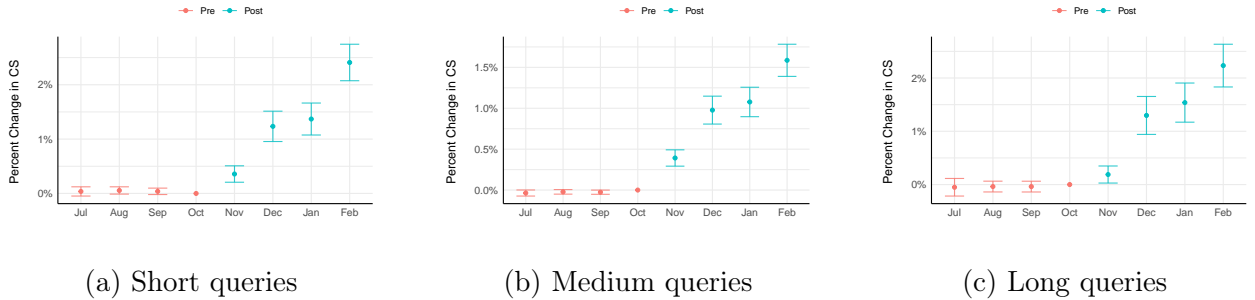 Pre Post
Percent Change in CS
2%
1%
0%
Jul Aug Sep Oct Nov Dec Jan Feb
(a) Short queries
Pre Post
Percent Change in CS
1.5%
1.0%
0.5%
0.0%
Jul Aug Sep Oct Nov Dec Jan Feb
(b) Medium queries
Pre Post
Percent Change in CS
2%
1%
0%
Jul Aug Sep Oct Nov Dec Jan Feb
(c) Long queries